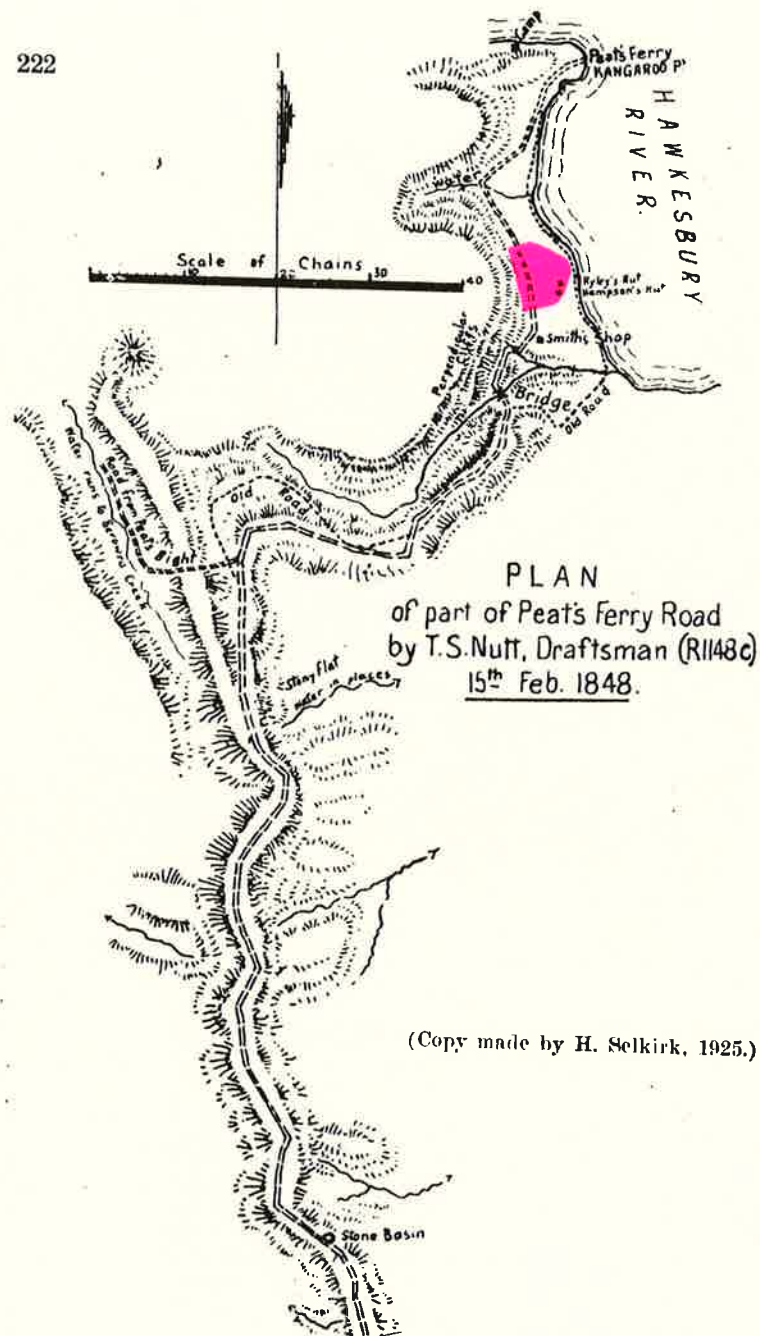 222
Camp
Peat's Ferry
KANGAROO Pt
HAWKESBURY
RIVER.
Water
Scale of Chains
10
20
30
40
Ryley's Hut
Hampson's Hut
Smith's Shop
Perpendicular
Cliffs
Bridge
Old Road
Old Road
Road from Peat's Bight
Water runs to Berowra Creek
PLAN
of part of Peat's Ferry Road
by T.S. Nutt, Draftsman (R1148c)
15th Feb. 1848.
Stony Flat
water in places
(Copy made by H. Selkirk, 1925.)
Stone Basin